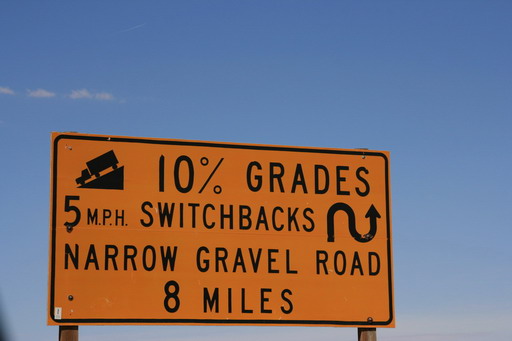 10% GRADES
5 M.P.H. SWITCHBACKS
NARROW GRAVEL ROAD
8 MILES